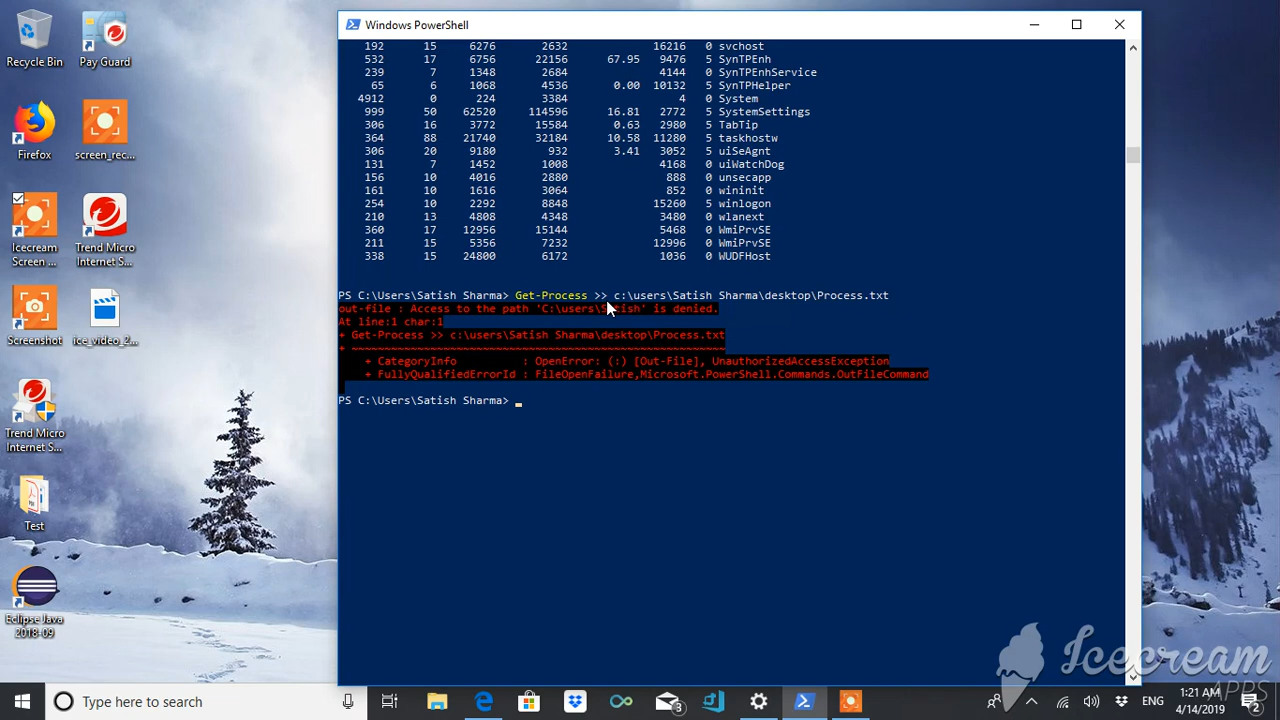 Recycle Bin
Pay Guard
Firefox
screen_rec...
Icecream
Screen ...
Trend Micro
Internet S...
Screenshot
ice_video_2...
Trend Micro
Internet S...
Test
Eclipse Java
2018-09
Windows PowerShell
192 15 6276 2632 16216 0 svchost
532 17 6756 22156 67.95 9476 5 SynTPEnh
239 7 1348 2684 4144 0 SynTPEnhService
65 6 1068 4536 0.00 10132 5 SynTPHelper
4912 0 224 3384 4 0 System
999 50 62520 114596 16.81 2772 5 SystemSettings
306 16 3772 15584 0.63 2980 5 TabTip
364 88 21740 32184 10.58 11280 5 taskhostw
306 20 9180 932 3.41 3052 5 uiSeAgnt
131 7 1452 1008 4168 0 uiWatchDog
156 10 4016 2880 888 0 unsecapp
161 10 1616 3064 852 0 wininit
254 10 2292 8848 15260 5 winlogon
210 13 4808 4348 3480 0 wlanext
360 17 12956 15144 5468 0 WmiPrvSE
211 15 5356 7232 12996 0 WmiPrvSE
338 15 24800 6172 1036 0 WUDFHost
PS C:\Users\Satish Sharma> Get-Process >> c:\users\Satish Sharma\desktop\Process.txt
out-file : Access to the path 'C:\users\Satish' is denied.
At line:1 char:1
+ Get-Process >> c:\users\Satish Sharma\desktop\Process.txt
+ ~~~~~~~~~~~~~~~~~~~~~~~~~~~~~~~~~~~~~~~~~~~~~~~~~~~~~~~~~
+ CategoryInfo : OpenError: (:) [Out-File], UnauthorizedAccessException
+ FullyQualifiedErrorId : FileOpenFailure,Microsoft.PowerShell.Commands.OutFileCommand
PS C:\Users\Satish Sharma> _
Icecream
APPS
Type here to search
3
ENG
1:21 AM
4/14/2019
2